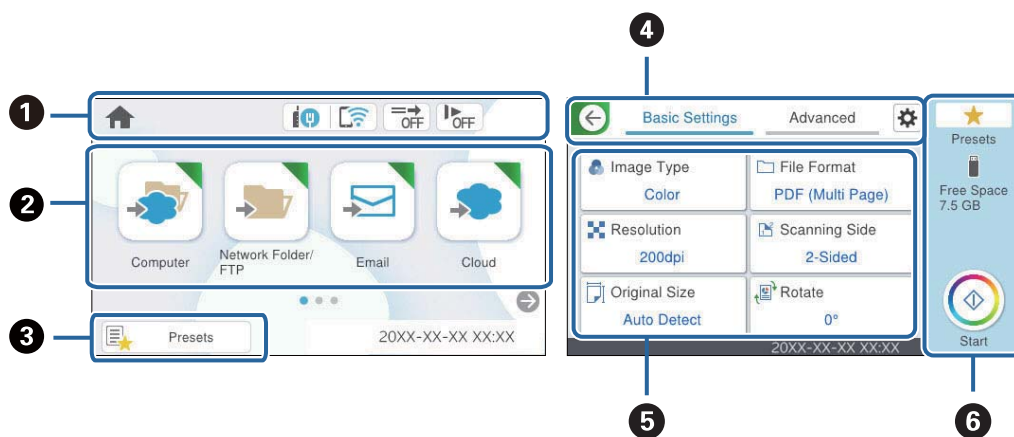 4
1
OFF OFF
2
Computer
Network Folder/
FTP
Email
Cloud
3
Presets
20XX-XX-XX XX:XX
Basic Settings
Advanced
Image Type
Color
File Format
PDF (Multi Page)
Resolution
200dpi
Scanning Side
2-Sided
Original Size
Auto Detect
Rotate
0°
20XX-XX-XX XX:XX
Presets
Free Space
7.5 GB
Start
5
6